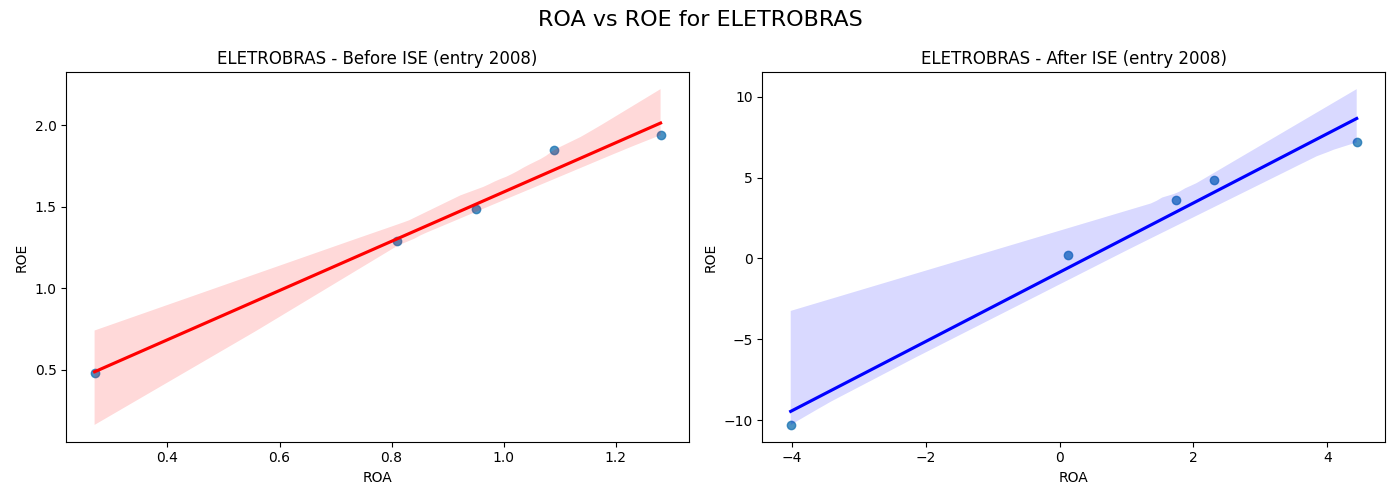 ROA vs ROE for ELETROBRAS
ELETROBRAS - Before ISE (entry 2008)
ROE
2.0
1.5
1.0
0.5
0.4 0.6 0.8 1.0 1.2
ROA
ELETROBRAS - After ISE (entry 2008)
ROE
10
5
0
−5
−10
−4 −2 0 2 4
ROA